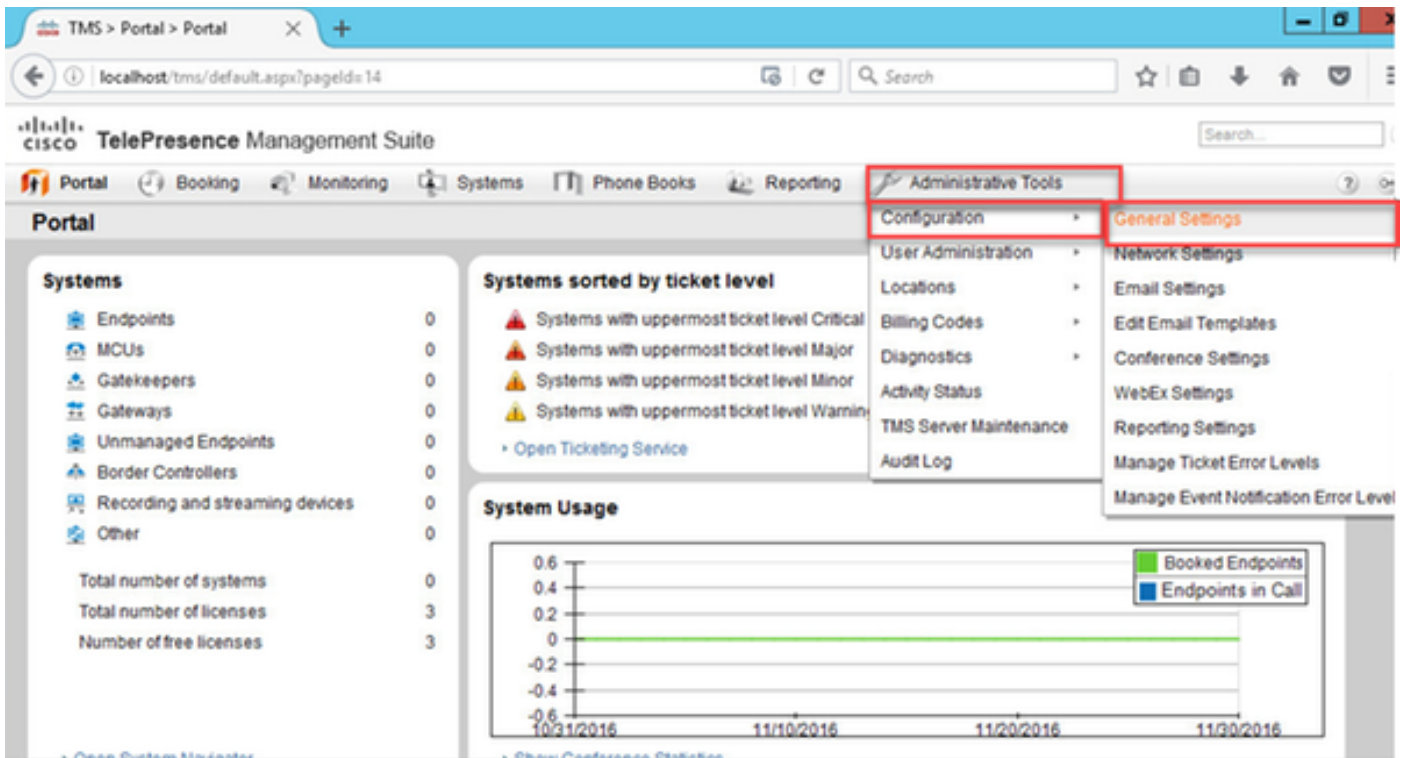 TMS > Portal > Portal
localhost/tms/default.aspx?pageId=14
Search
CISCO TelePresence Management Suite
Search...
Portal Booking Monitoring Systems Phone Books Reporting Administrative Tools
Portal
Systems
Endpoints 0
MCUs 0
Gatekeepers 0
Gateways 0
Unmanaged Endpoints 0
Border Controllers 0
Recording and streaming devices 0
Other 0
Total number of systems 0
Total number of licenses 3
Number of free licenses 3
Systems sorted by ticket level
Systems with uppermost ticket level Critical
Systems with uppermost ticket level Major
Systems with uppermost ticket level Minor
Systems with uppermost ticket level Warning
Open Ticketing Service
Configuration
User Administration
Locations
Billing Codes
Diagnostics
Activity Status
TMS Server Maintenance
Audit Log
General Settings
Network Settings
Email Settings
Edit Email Templates
Conference Settings
WebEx Settings
Reporting Settings
Manage Ticket Error Levels
Manage Event Notification Error Level
System Usage
Booked Endpoints
Endpoints in Call
0.6
0.4
0.2
0
-0.2
-0.4
-0.6
10/31/2016 11/10/2016 11/20/2016 11/30/2016